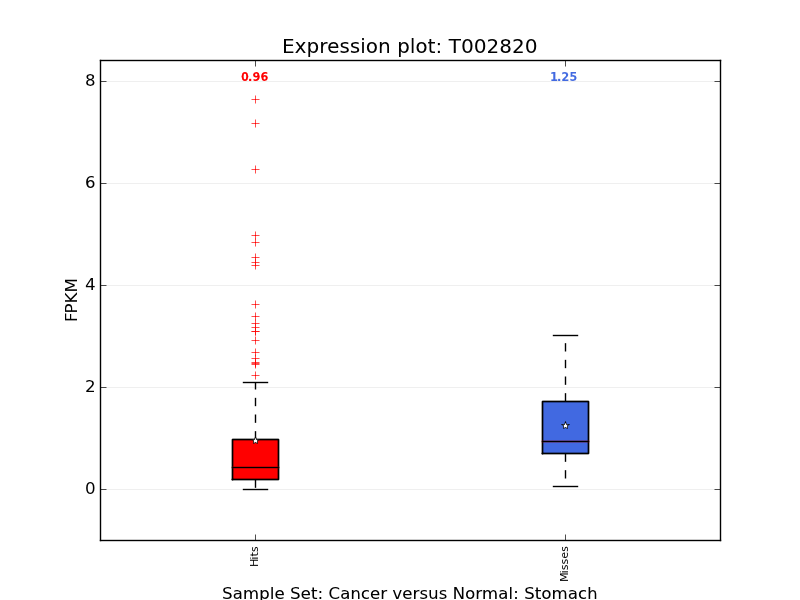 Expression plot: T002820
0.96
1.25
8
6
4
2
0
FPKM
Hits
Misses
Sample Set: Cancer versus Normal: Stomach